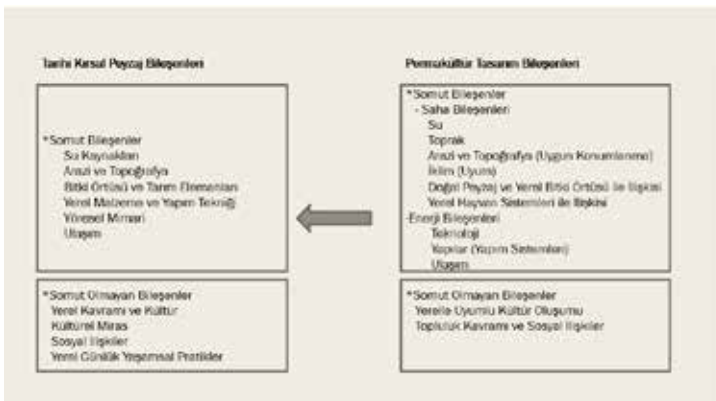 Tarihi Kırsal Peyzaj Bileşenleri
*Somut Bileşenler
Su Kaynakları
Arazi ve Topoğrafya
Bitki Örtüsü ve Tarım Elemanları
Yerel Malzeme ve Yapım Tekniği
Yöresel Mimari
Ulaşım
*Somut Olmayan Bileşenler
Yerel Kavramı ve Kültür
Kültürel Miras
Sosyal İlişkiler
Yerel Günlük Yaşamsal Pratikler
Permakültür Tasarım Bileşenleri
*Somut Bileşenler
- Saha Bileşenleri
Su
Toprak
Arazi ve Topoğrafya (Uygun Konumlanma)
İklim (Uyum)
Doğal Peyzaj ve Yerel Bitki Örtüsü ile İlişkisi
Yerel Hayvan Sistemleri ile İlişkisi
-Enerji Bileşenleri
Teknoloji
Yapılar (Yapım Sistemleri)
Ulaşım
*Somut Olmayan Bileşenler
Yerelle Uyumlu Kültür Oluşumu
Topluluk Kavramı ve Sosyal İlişkiler